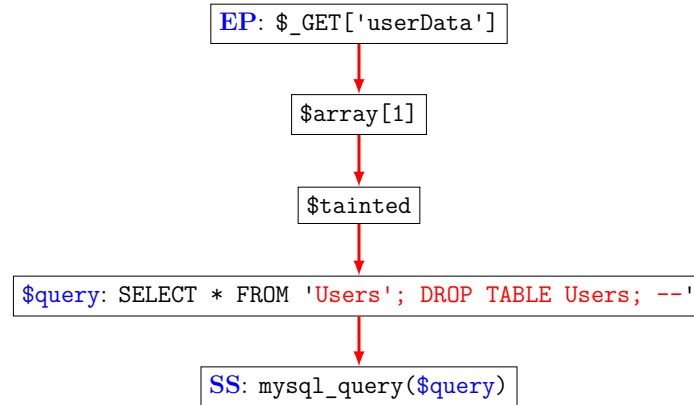 EP: $_GET['userData']
$array[1]
$tainted
$query: SELECT * FROM 'Users'; DROP TABLE Users; --'
SS: mysql_query($query)